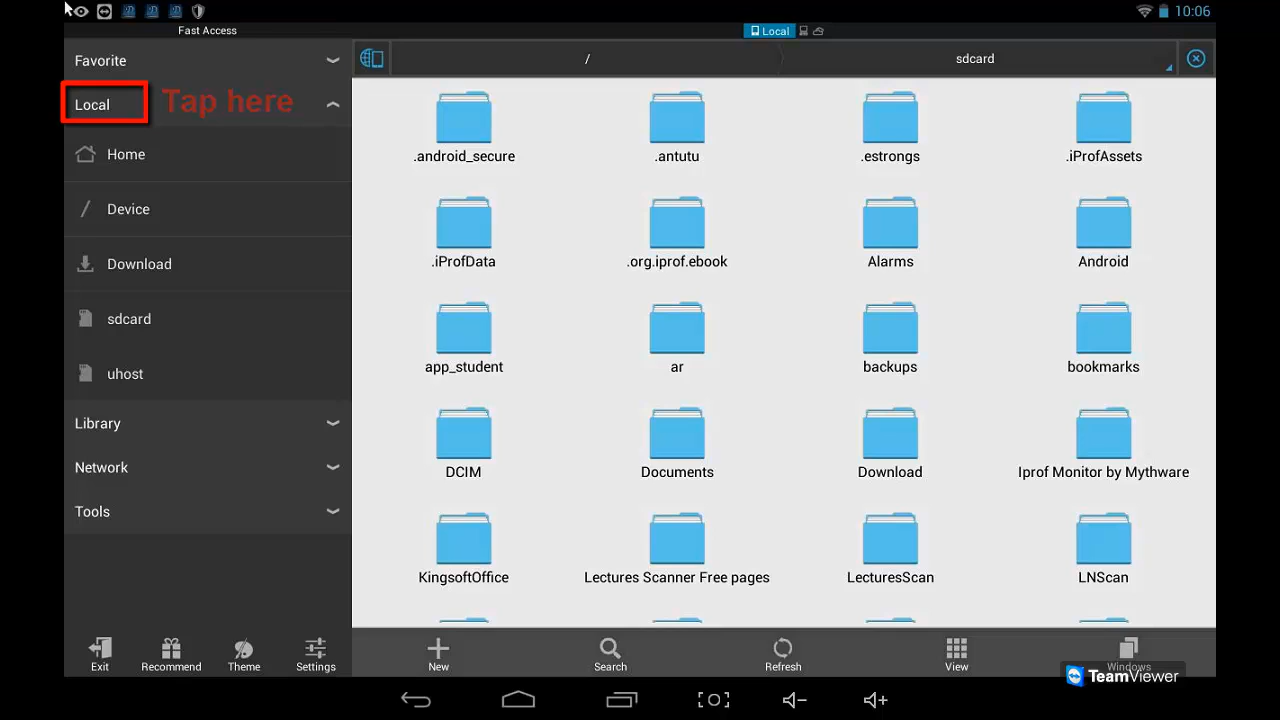 10:06
Fast Access
Local
Favorite
Local
Tap here
Home
/ Device
Download
sdcard
uhost
Library
Network
Tools
Exit
Recommend
Theme
Settings
/
sdcard
.android_secure
.antutu
.estrongs
.iProfAssets
.iProfData
.org.iprof.ebook
Alarms
Android
app_student
ar
backups
bookmarks
DCIM
Documents
Download
Iprof Monitor by Mythware
KingsoftOffice
Lectures Scanner Free pages
LecturesScan
LNScan
New
Search
Refresh
View
Windows
TeamViewer